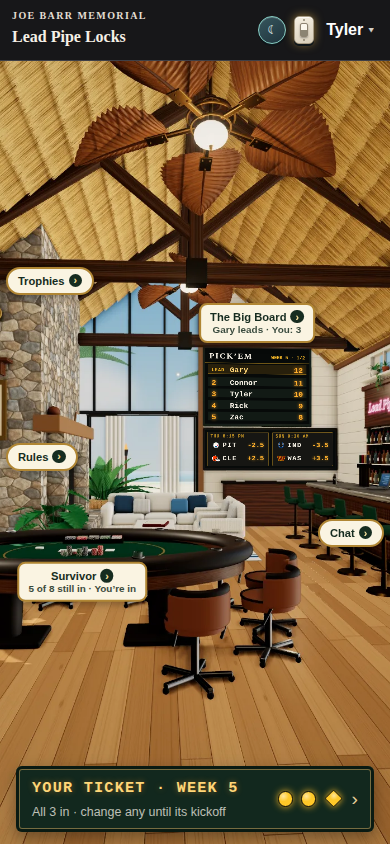 JOE BARR MEMORIAL
Lead Pipe Locks
Tyler
Trophies
The Big Board
Gary leads · You: 3
PICK'EM
LEAD Gary 12
2 Connor 11
3 Tyler 10
4 Rick 9
5 Zac 8
PIT -2.5
CLE +2.5
IND -3.5
WAS +3.5
Rules
Chat
Survivor
5 of 8 still in · You're in
YOUR TICKET · WEEK 5
All 3 in · change any until its kickoff